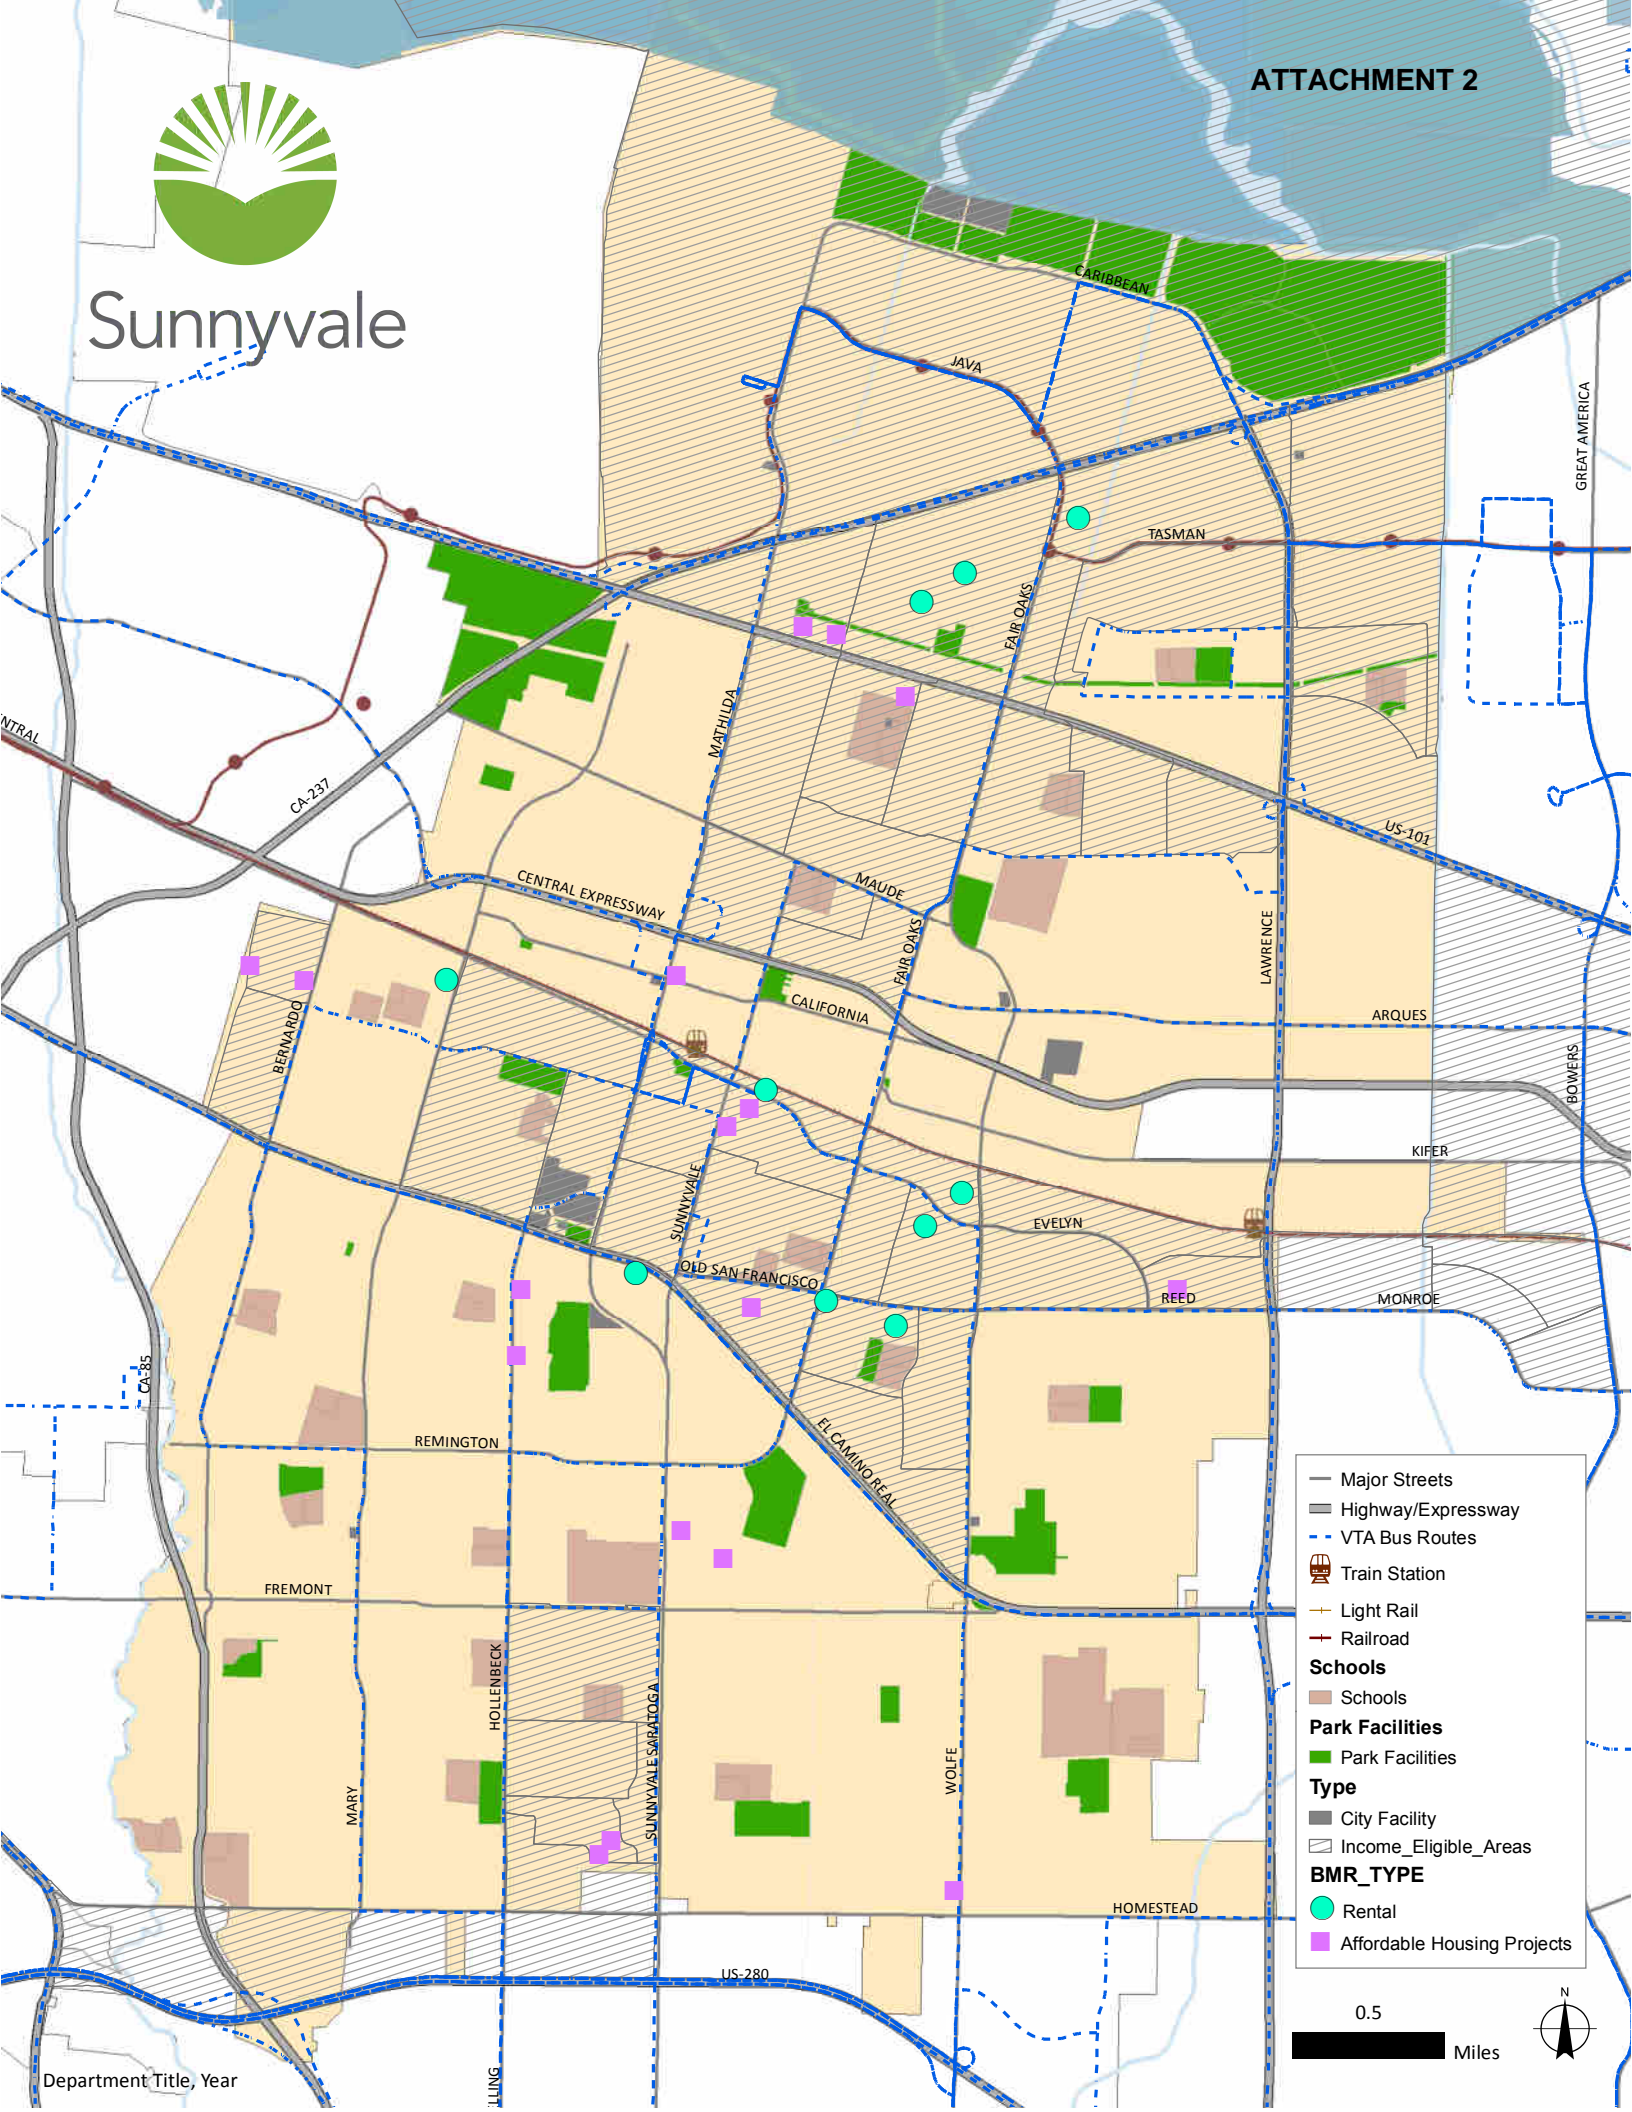 ATTACHMENT 2
Sunnyvale
CARIBBEAN
JAVA
GREAT AMERICA
TASMAN
FAIR OAKS
MATHILDA
NTRAL
CA-237
US-101
CENTRAL EXPRESSWAY
MAUDE
FAIR OAKS
LAWRENCE
CALIFORNIA
ARQUES
BERNARDO
BOWERS
KIFER
SUNNYVALE
EVELYN
OLD SAN FRANCISCO
REED
MONROE
CA-85
REMINGTON
EL CAMINO REAL
FREMONT
HOLLENBECK
SUNNYVALE SARATOGA
MARY
WOLFE
HOMESTEAD
US-280
LLING
Major Streets
Highway/Expressway
VTA Bus Routes
Train Station
Light Rail
Railroad
Schools
Schools
Park Facilities
Park Facilities
Type
City Facility
Income_Eligible_Areas
BMR_TYPE
Rental
Affordable Housing Projects
0.5
Miles
N
Department Title, Year